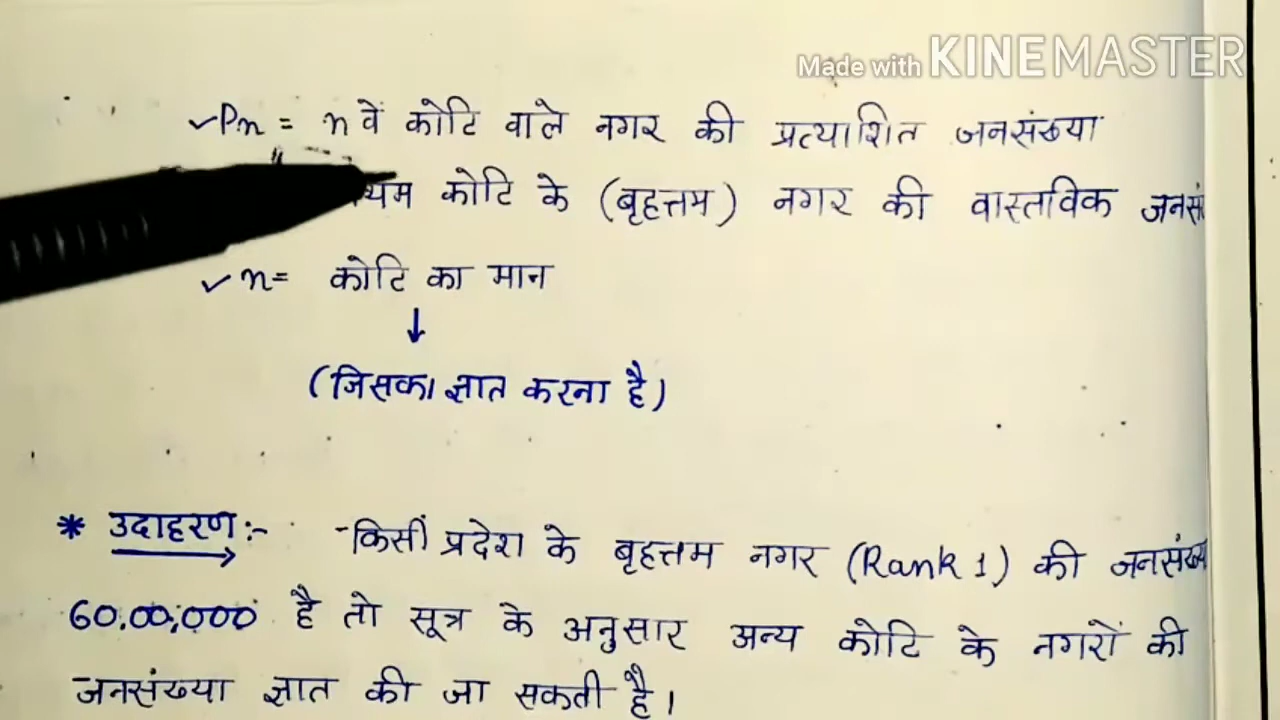 Made with KINEMASTER
✓Pn = n वें कोटि वाले नगर की प्रत्याशित जनसंख्या
कोटि के (बृहत्तम) नगर की वास्तविक
✓ n = कोटि का मान
↓
(जिसका ज्ञात करना है)
* उदाहरण:- -किसी प्रदेश के बृहत्तम नगर (Rank 1) की जनसंख्या
60,00,000 है तो सूत्र के अनुसार अन्य कोटि के नगरों की
जनसंख्या ज्ञात की जा सकती है।